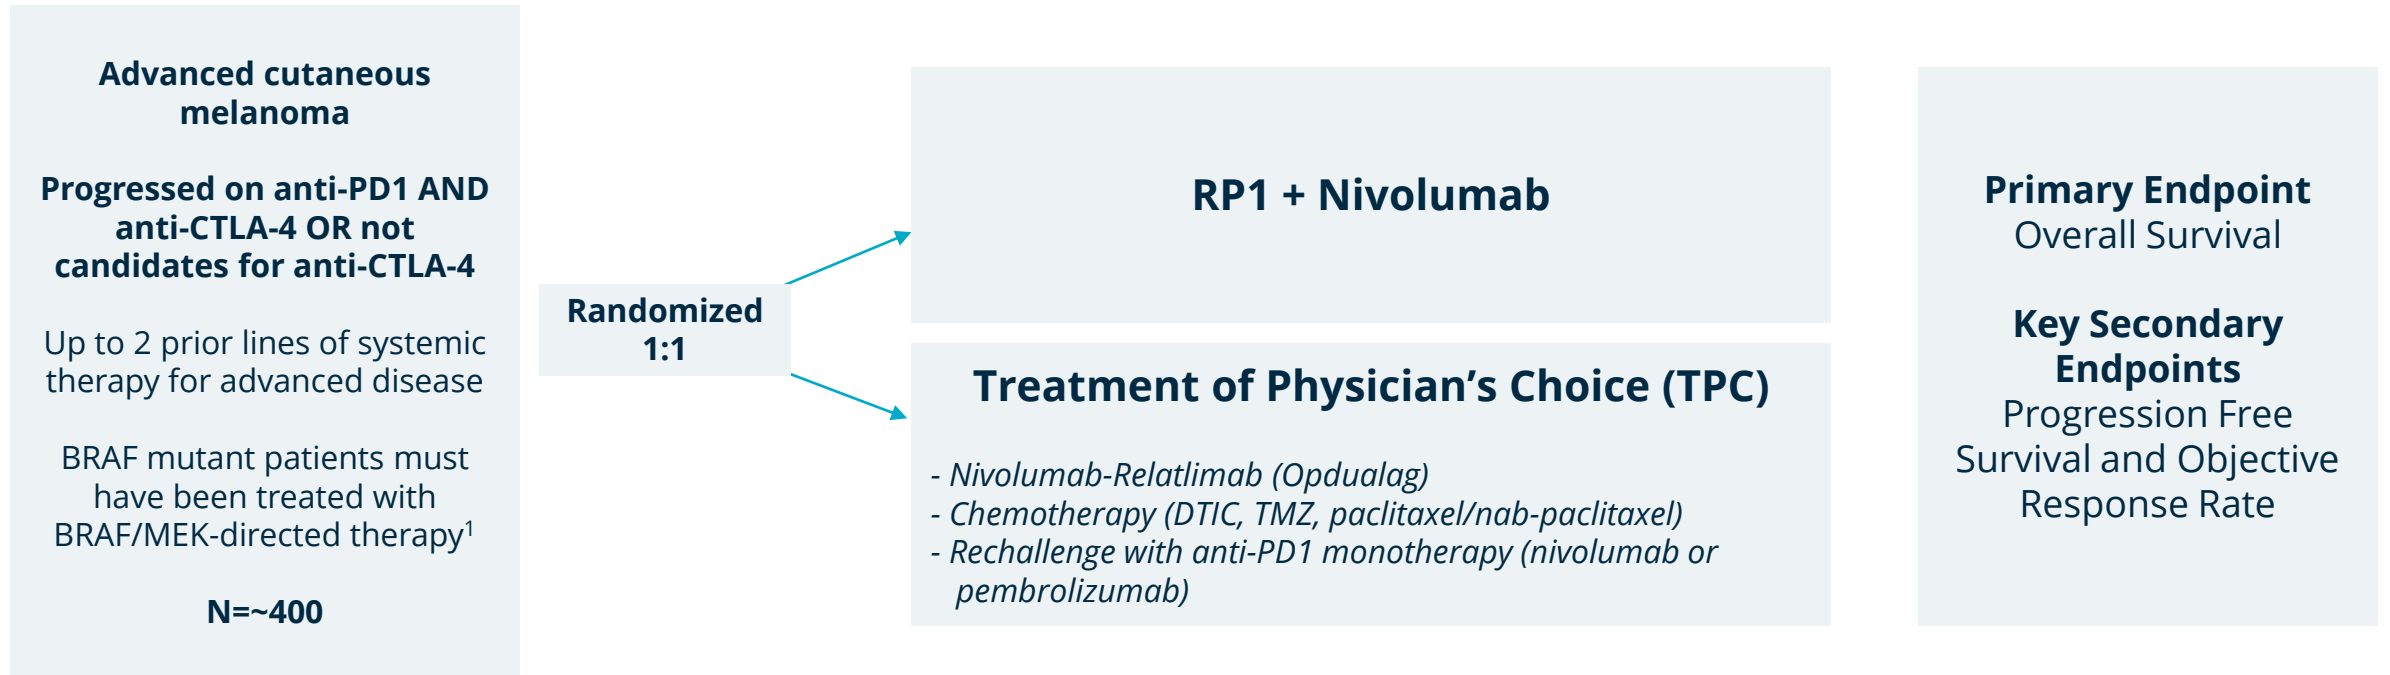 Advanced cutaneous
melanoma
Progressed on anti-PD1 AND
anti-CTLA-4 OR not
candidates for anti-CTLA-4
Up to 2 prior lines of systemic
therapy for advanced disease
BRAF mutant patients must
have been treated with
BRAF/MEK-directed therapy¹
N=~400
Randomized
1:1
RP1 + Nivolumab
Treatment of Physician’s Choice (TPC)
- Nivolumab-Relatlimab (Opdualag)
- Chemotherapy (DTIC, TMZ, paclitaxel/nab-paclitaxel)
- Rechallenge with anti-PD1 monotherapy (nivolumab or
pembrolizumab)
Primary Endpoint
Overall Survival
Key Secondary
Endpoints
Progression Free
Survival and Objective
Response Rate